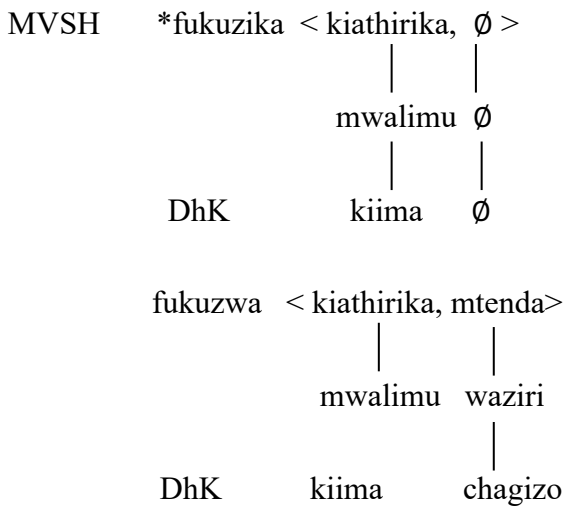 MVSH *fukuzika < kiathirika, ∅ >
mwalimu ∅
DhK kiima ∅
fukuzwa < kiathirika, mtenda>
mwalimu waziri
DhK kiima chagizo